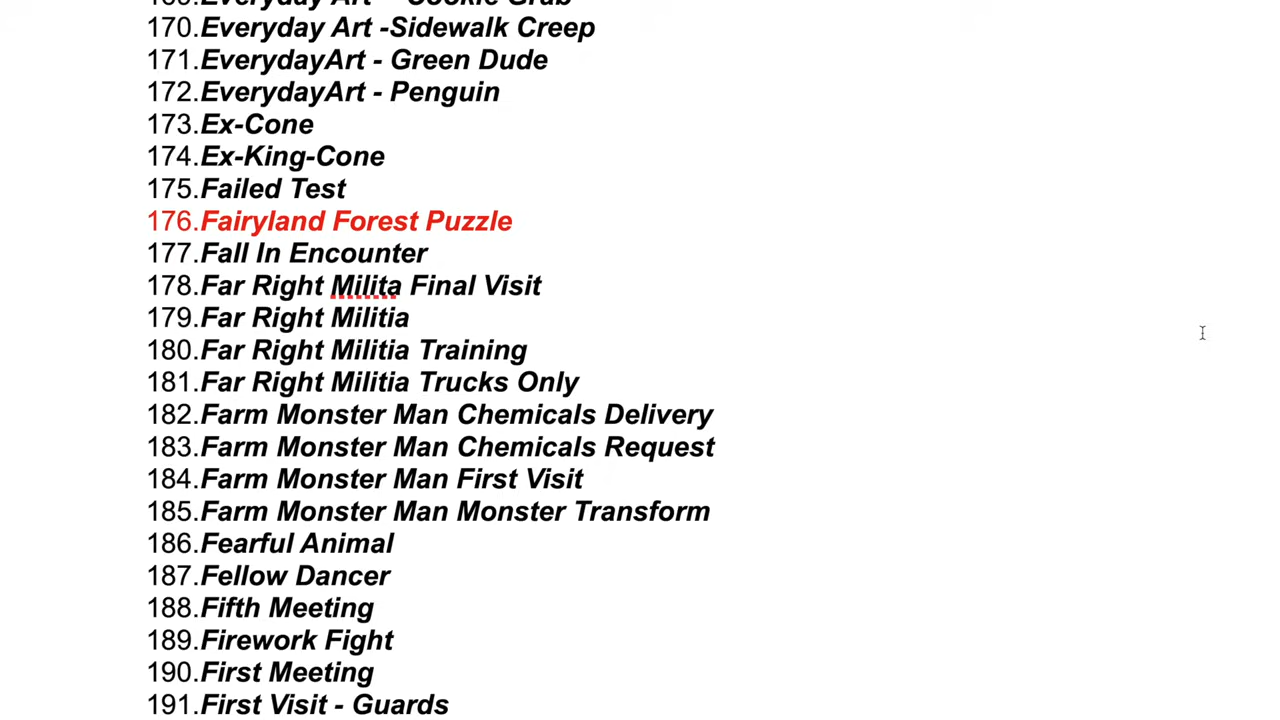 170.Everyday Art -Sidewalk Creep
171.EverydayArt - Green Dude
172.EverydayArt - Penguin
173.Ex-Cone
174.Ex-King-Cone
175.Failed Test
176.Fairyland Forest Puzzle
177.Fall In Encounter
178.Far Right Milita Final Visit
179.Far Right Militia
180.Far Right Militia Training
181.Far Right Militia Trucks Only
182.Farm Monster Man Chemicals Delivery
183.Farm Monster Man Chemicals Request
184.Farm Monster Man First Visit
185.Farm Monster Man Monster Transform
186.Fearful Animal
187.Fellow Dancer
188.Fifth Meeting
189.Firework Fight
190.First Meeting
191.First Visit - Guards